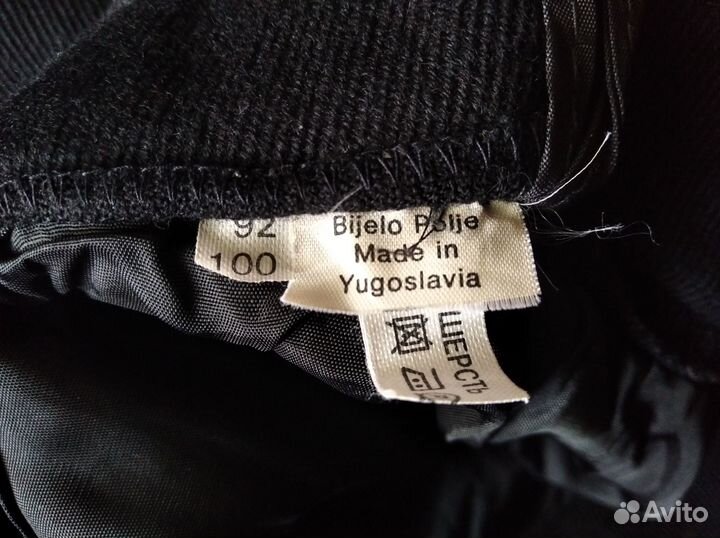 92
100
Bijelo Polje
Made in
Yugoslavia
ШЕРСТЬ
Avito